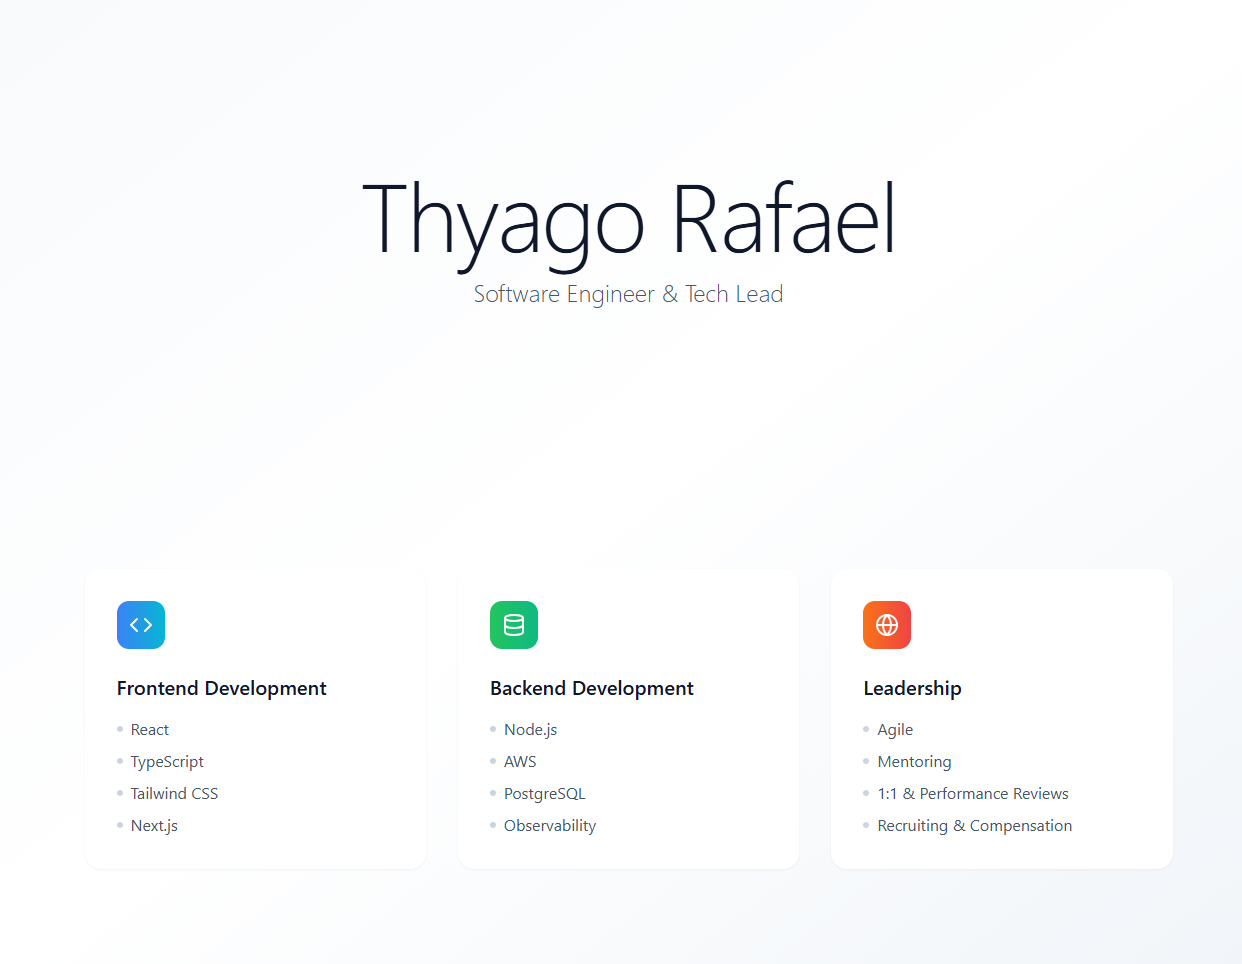 Thyago Rafael
Software Engineer & Tech Lead
Frontend Development
React
TypeScript
Tailwind CSS
Next.js
Backend Development
Node.js
AWS
PostgreSQL
Observability
Leadership
Agile
Mentoring
1:1 & Performance Reviews
Recruiting & Compensation